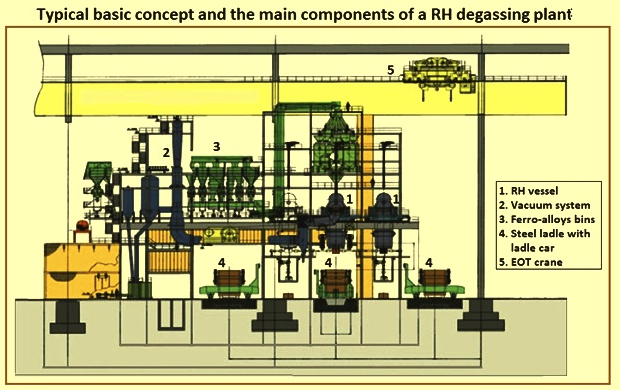 Typical basic concept and the main components of a RH degassing plant
5
2
3
1
1
4
4
4
1. RH vessel
2. Vacuum system
3. Ferro-alloys bins
4. Steel ladle with
ladle car
5. EOT crane